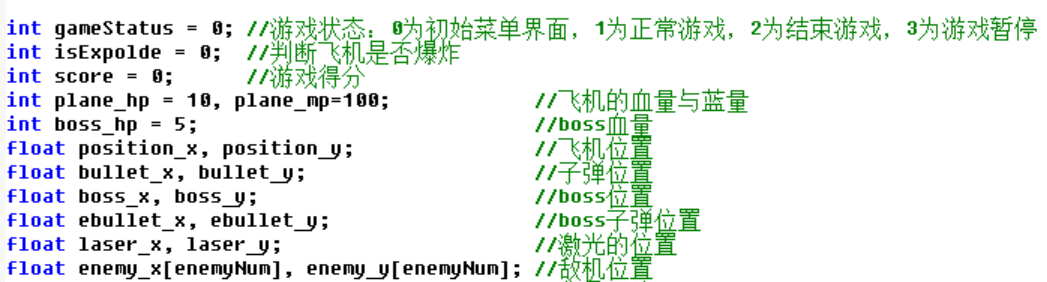 int gameStatus = 0; //游戏状态：0为初始菜单界面，1为正常游戏，2为结束游戏，3为游戏暂停
int isExpolde = 0; //判断飞机是否爆炸
int score = 0; //游戏得分
int plane_hp = 10, plane_mp=100; //飞机的血量与蓝量
int boss_hp = 5; //boss血量
float position_x, position_y; //飞机位置
float bullet_x, bullet_y; //子弹位置
float boss_x, boss_y; //boss位置
float ebullet_x, ebullet_y; //boss子弹位置
float laser_x, laser_y; //激光的位置
float enemy_x[enemyNum], enemy_y[enemyNum]; //敌机位置